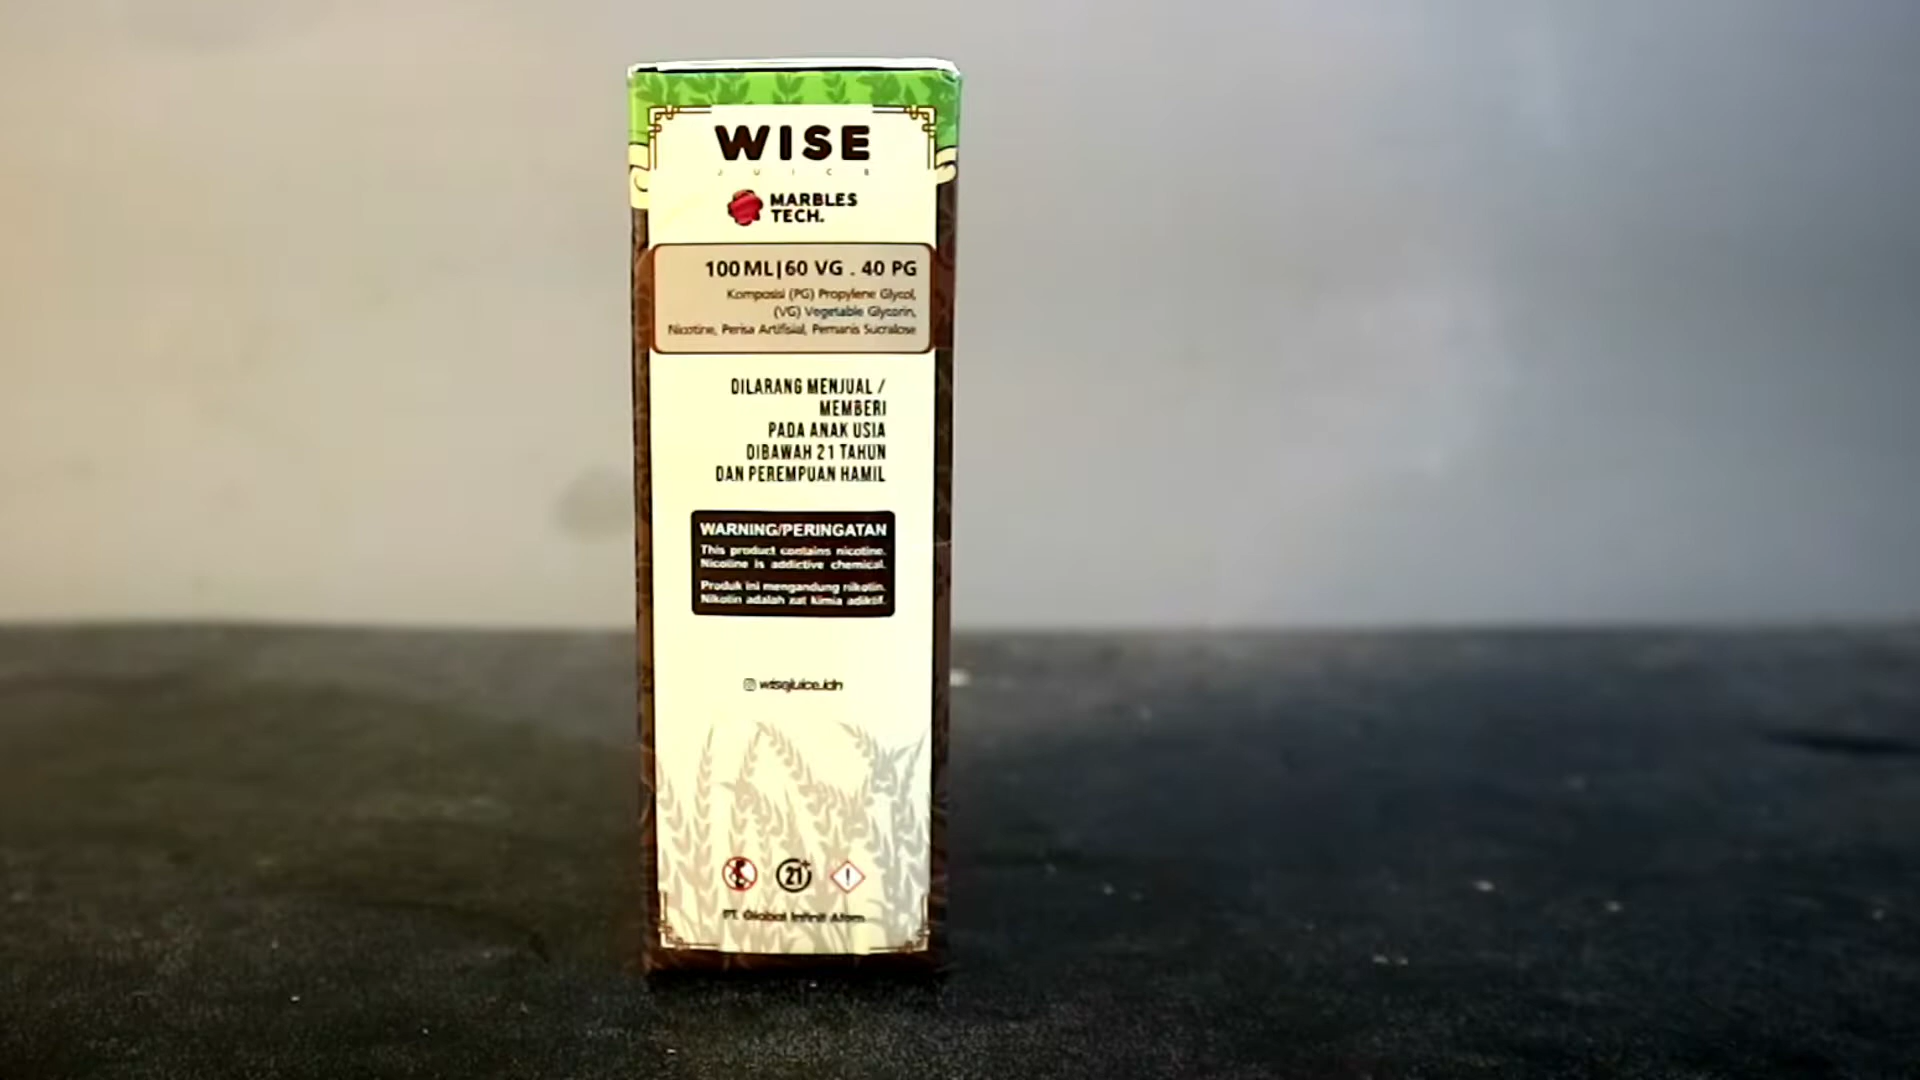 WISE
JUICE
MARBLES
TECH.
100 ML|60 VG . 40 PG
Komposisi (PG) Propylene Glycol,
(VG) Vegetable Glycerin,
Nicotine, Perisa Artifisial, Pemanis Sucralose
DILARANG MENJUAL /
MEMBERI
PADA ANAK USIA
DIBAWAH 21 TAHUN
DAN PEREMPUAN HAMIL
WARNING/PERINGATAN
This product contains nicotine.
Nicotine is addictive chemical.
Produk ini mengandung nikotin.
Nikotin adalah zat kimia adiktif.
wisejuice.idn
21+
PT. Global Infinit Atom